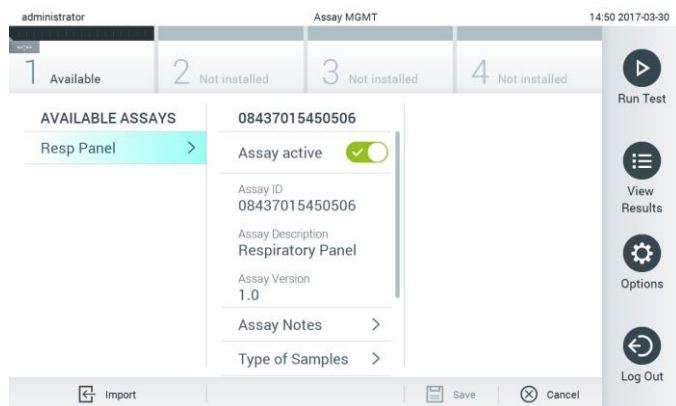 administrator Assay MGMT 14:50 2017-03-30
--:--
1 Available 2 Not installed 3 Not installed 4 Not installed
Run Test
AVAILABLE ASSAYS 08437015450506
Resp Panel Assay active
Assay ID
08437015450506
View
Results
Assay Description
Respiratory Panel
Assay Version
1.0
Options
Assay Notes
Type of Samples
Log Out
Import Save Cancel